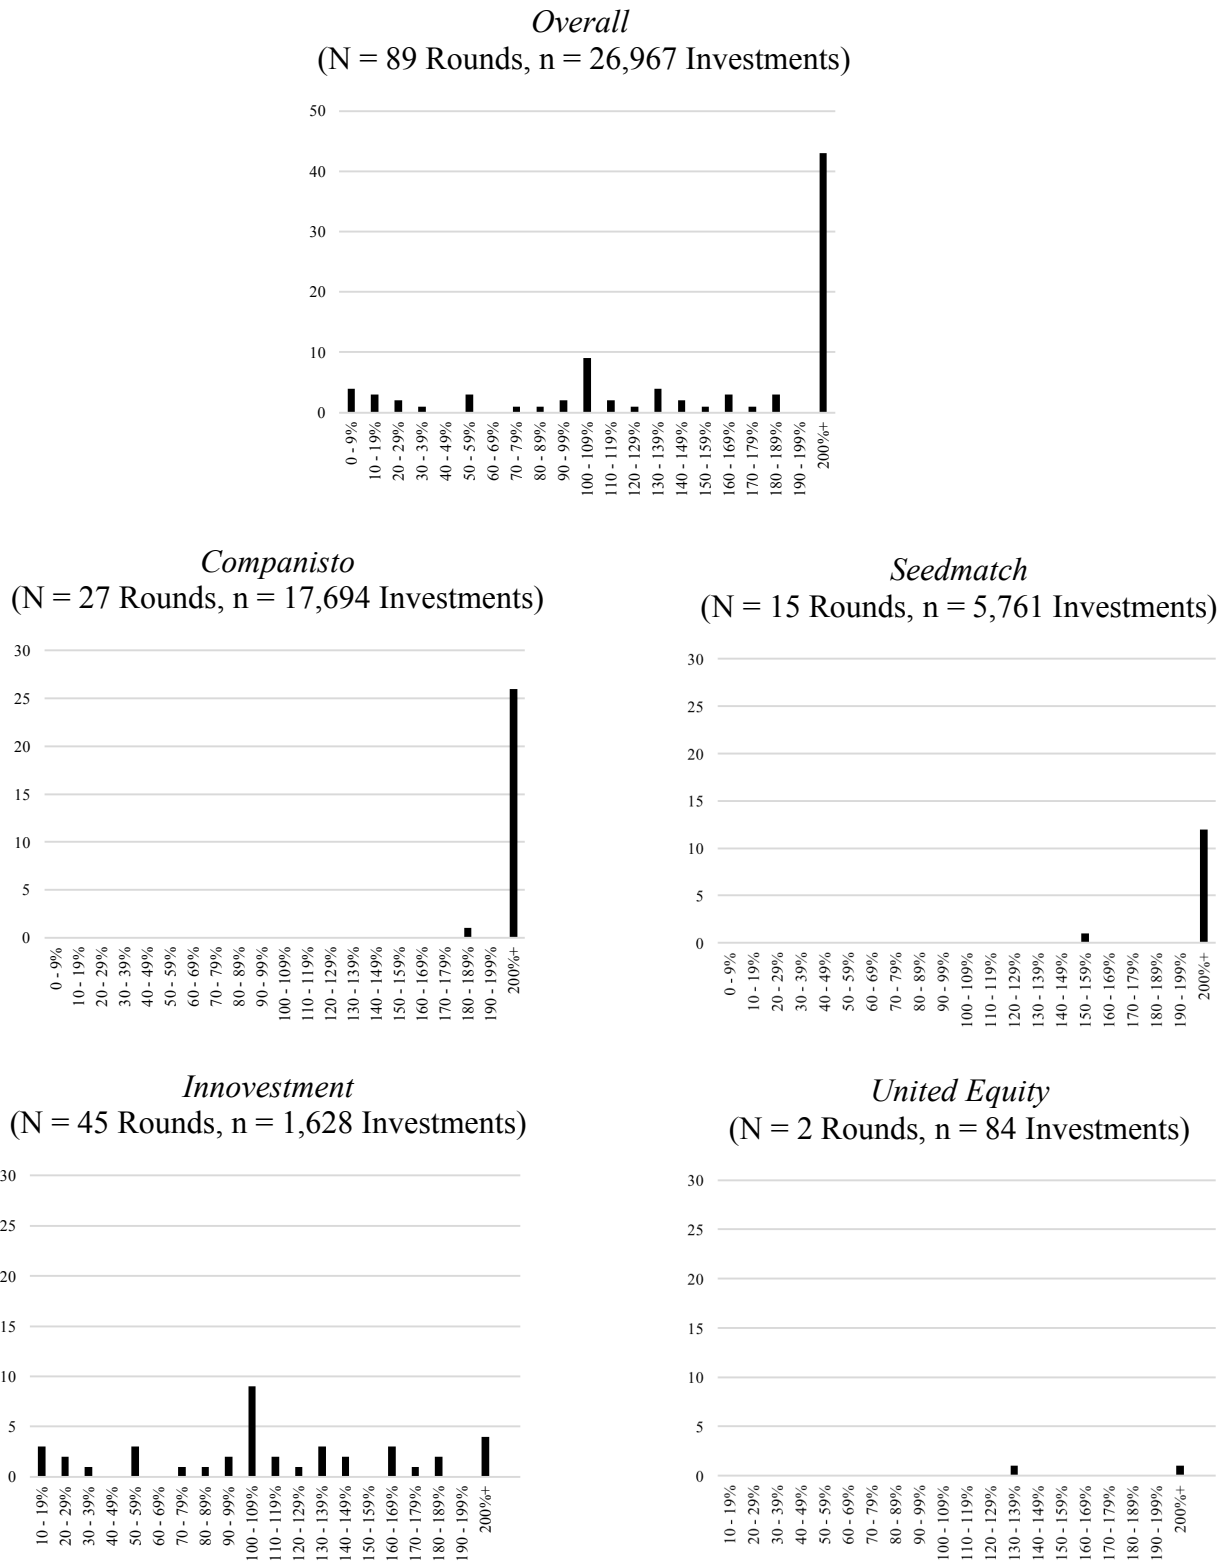 Overall
(N = 89 Rounds, n = 26,967 Investments)
50
40
30
20
10
0
0 - 9%
10 - 19%
20 - 29%
30 - 39%
40 - 49%
50 - 59%
60 - 69%
70 - 79%
80 - 89%
90 - 99%
100 - 109%
110 - 119%
120 - 129%
130 - 139%
140 - 149%
150 - 159%
160 - 169%
170 - 179%
180 - 189%
190 - 199%
200%+
Companisto
(N = 27 Rounds, n = 17,694 Investments)
30
25
20
15
10
5
0
0 - 9%
10 - 19%
20 - 29%
30 - 39%
40 - 49%
50 - 59%
60 - 69%
70 - 79%
80 - 89%
90 - 99%
100 - 109%
110 - 119%
120 - 129%
130 - 139%
140 - 149%
150 - 159%
160 - 169%
170 - 179%
180 - 189%
190 - 199%
200%+
Seedmatch
(N = 15 Rounds, n = 5,761 Investments)
30
25
20
15
10
5
0
0 - 9%
10 - 19%
20 - 29%
30 - 39%
40 - 49%
50 - 59%
60 - 69%
70 - 79%
80 - 89%
90 - 99%
100 - 109%
110 - 119%
120 - 129%
130 - 139%
140 - 149%
150 - 159%
160 - 169%
170 - 179%
180 - 189%
190 - 199%
200%+
Innovestment
(N = 45 Rounds, n = 1,628 Investments)
30
25
20
15
10
5
0
10 - 19%
20 - 29%
30 - 39%
40 - 49%
50 - 59%
60 - 69%
70 - 79%
80 - 89%
90 - 99%
100 - 109%
110 - 119%
120 - 129%
130 - 139%
140 - 149%
150 - 159%
160 - 169%
170 - 179%
180 - 189%
190 - 199%
200%+
United Equity
(N = 2 Rounds, n = 84 Investments)
30
25
20
15
10
5
0
10 - 19%
20 - 29%
30 - 39%
40 - 49%
50 - 59%
60 - 69%
70 - 79%
80 - 89%
90 - 99%
100 - 109%
110 - 119%
120 - 129%
130 - 139%
140 - 149%
150 - 159%
160 - 169%
170 - 179%
180 - 189%
190 - 199%
200%+